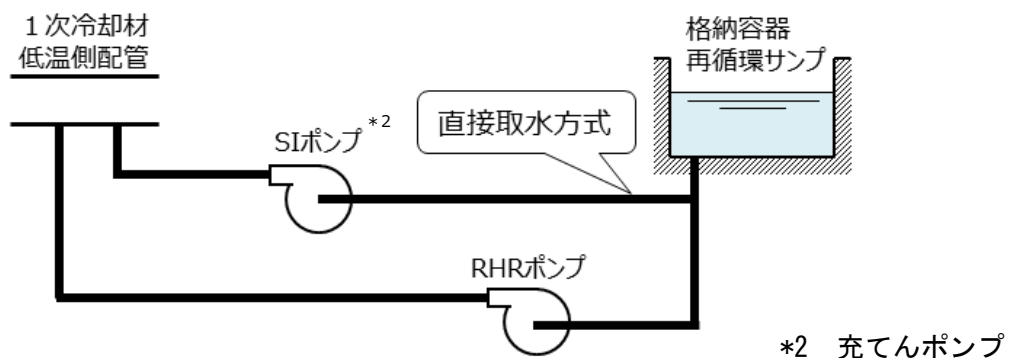 1次冷却材
低温側配管
格納容器
再循環サンプ
直接取水方式
SIポンプ *2
RHRポンプ
*2 充てんポンプ